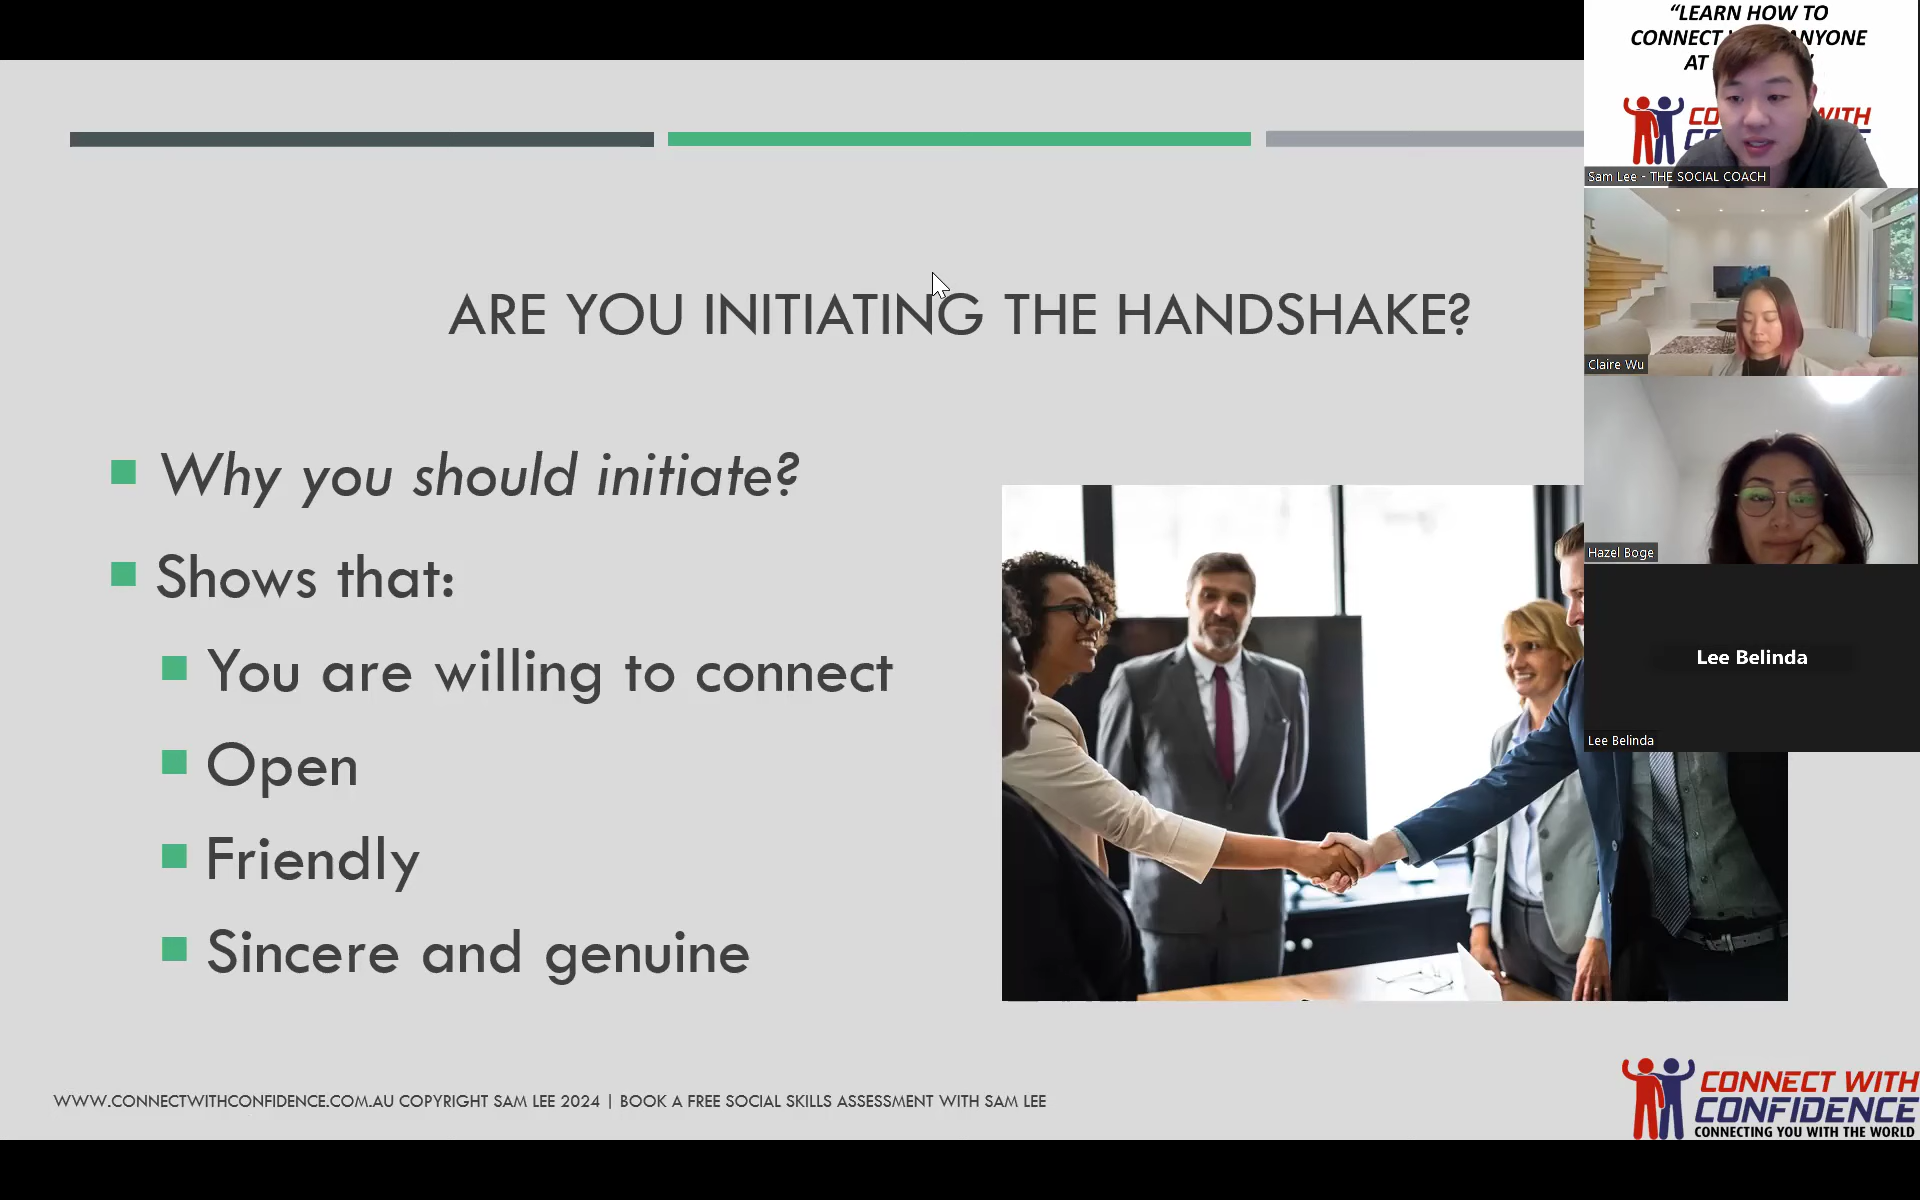 ARE YOU INITIATING THE HANDSHAKE?
Why you should initiate?
Shows that:
You are willing to connect
Open
Friendly
Sincere and genuine
WWW.CONNECTWITHCONFIDENCE.COM.AU COPYRIGHT SAM LEE 2024 | BOOK A FREE SOCIAL SKILLS ASSESSMENT WITH SAM LEE
CONNECT WITH
CONFIDENCE
CONNECTING YOU WITH THE WORLD
“LEARN HOW TO
CONNECT ANYONE
AT
WITH
Sam Lee - THE SOCIAL COACH
Claire Wu
Hazel Boge
Lee Belinda
Lee Belinda